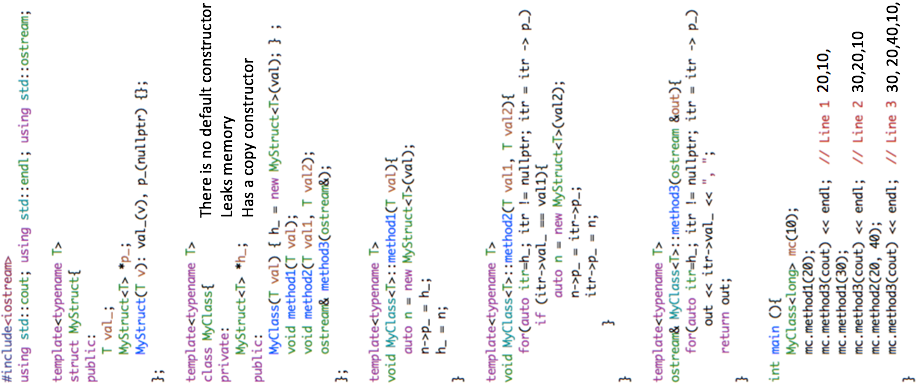 #include<iostream>
using std::cout; using std::endl; using std::ostream;
template<typename T>
struct MyStruct{
public:
T val_;
MyStruct<T> *p_;
MyStruct(T v): val_(v), p_(nullptr) {};
};
template<typename T>
class MyClass{
private:
MyStruct<T> *h_;
public:
MyClass(T val) { h_ = new MyStruct<T>(val); } ;
void method1(T val);
void method2(T val1, T val2);
ostream& method3(ostream&);
};
There is no default constructor
Leaks memory
Has a copy constructor
template<typename T>
void MyClass<T>::method1(T val){
auto n = new MyStruct<T>(val);
n->p_ = h_;
h_ = n;
}
template<typename T>
void MyClass<T>::method2(T val1, T val2){
for(auto itr=h_; itr != nullptr; itr = itr -> p_)
if (itr->val_ == val1){
auto n = new MyStruct<T>(val2);
n->p_ = itr->p_;
itr->p_ = n;
}
}
template<typename T>
ostream& MyClass<T>::method3(ostream &out){
for(auto itr=h_; itr != nullptr; itr = itr -> p_)
out << itr->val_ << ", ";
return out;
}
int main (){
MyClass<long> mc(10);
mc.method1(20);
mc.method3(cout) << endl; // Line 1 20,10,
mc.method1(30);
mc.method3(cout) << endl; // Line 2 30,20,10
mc.method2(20, 40);
mc.method3(cout) << endl; // Line 3 30, 20,40,10,
}